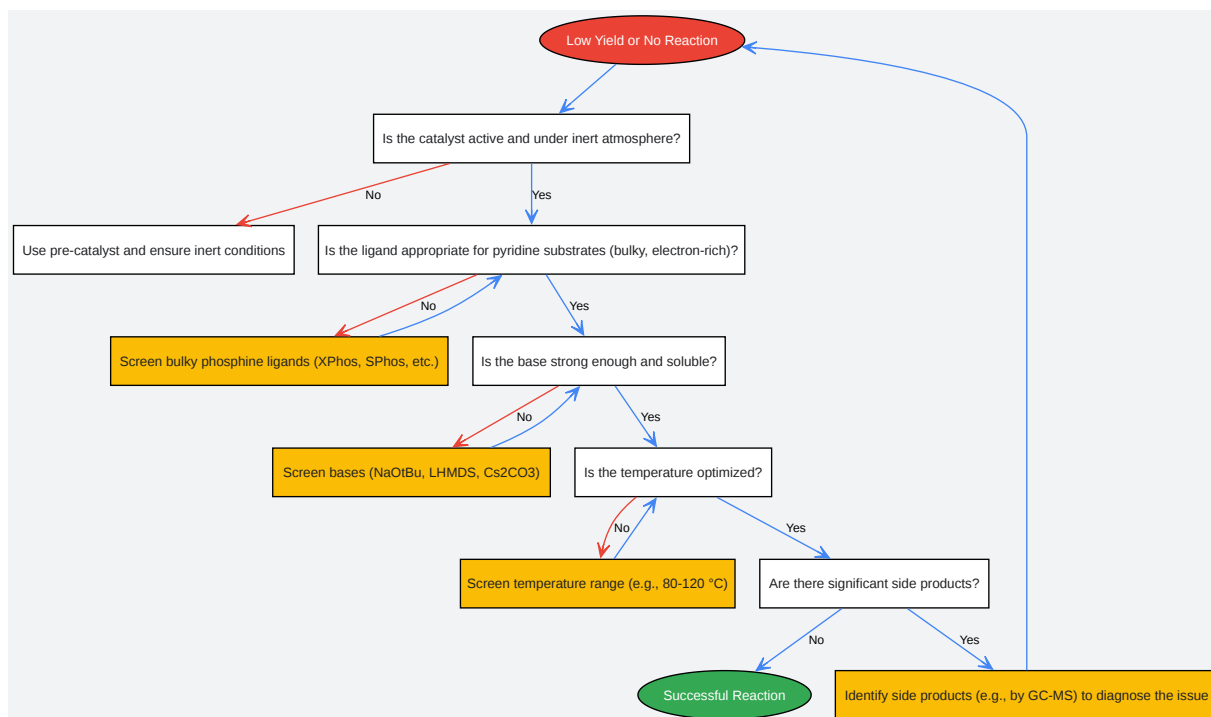 Low Yield or No Reaction
Is the catalyst active and under inert atmosphere?
No
Yes
Use pre-catalyst and ensure inert conditions
Is the ligand appropriate for pyridine substrates (bulky, electron-rich)?
No
Yes
Screen bulky phosphine ligands (XPhos, SPhos, etc.)
Is the base strong enough and soluble?
No
Yes
Screen bases (NaOtBu, LHMDS, Cs2CO3)
Is the temperature optimized?
No
Yes
Screen temperature range (e.g., 80-120 °C)
Are there significant side products?
No
Yes
Successful Reaction
Identify side products (e.g., by GC-MS) to diagnose the issue